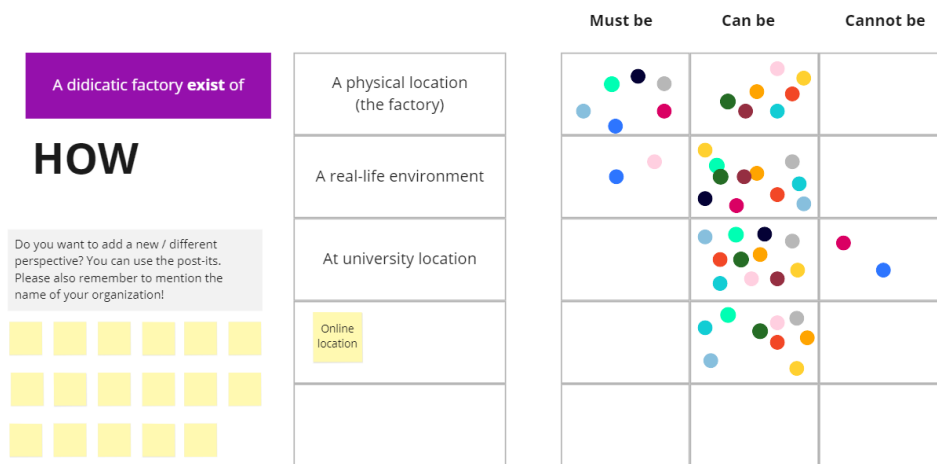 Must be
Can be
Cannot be
A didicatic factory exist of
A physical location
(the factory)
HOW
A real-life environment
Do you want to add a new / different
perspective? You can use the post-its.
Please also remember to mention the
name of your organization!
At university location
Online
location